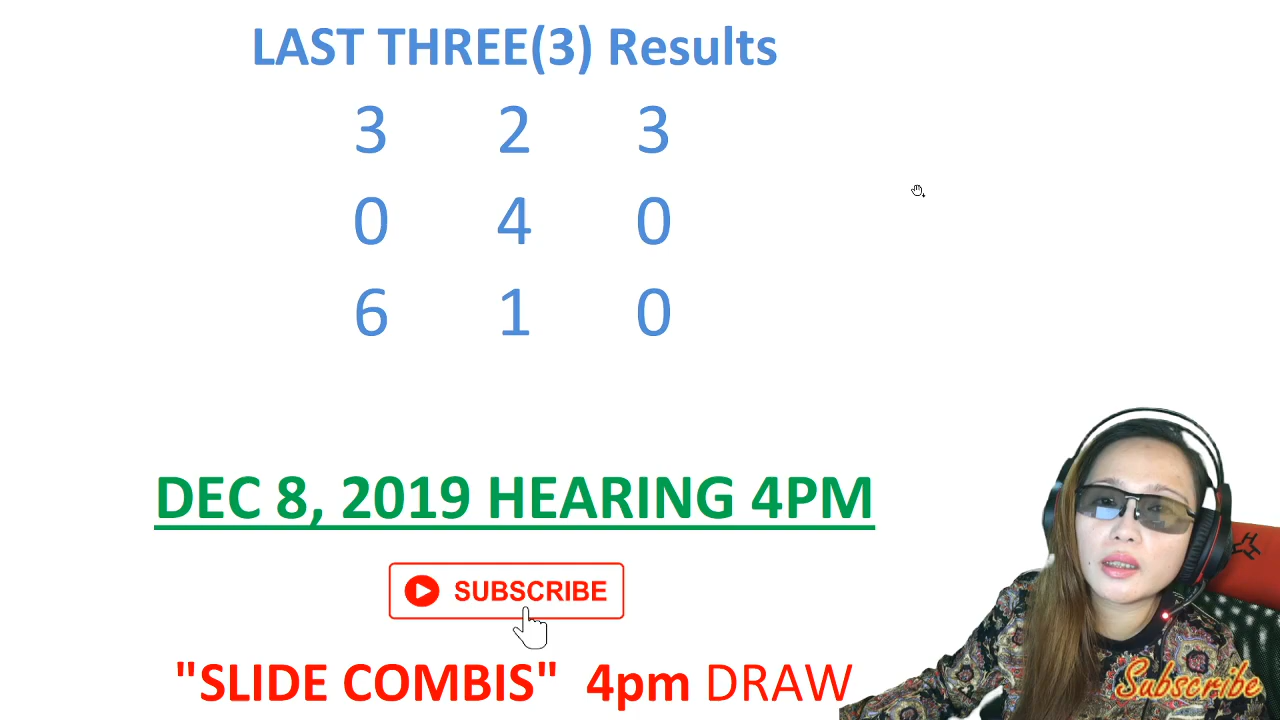 LAST THREE(3) Results
3 2 3
0 4 0
6 1 0
DEC 8, 2019 HEARING 4PM
SUBSCRIBE
"SLIDE COMBIS" 4pm DRAW
Subscribe